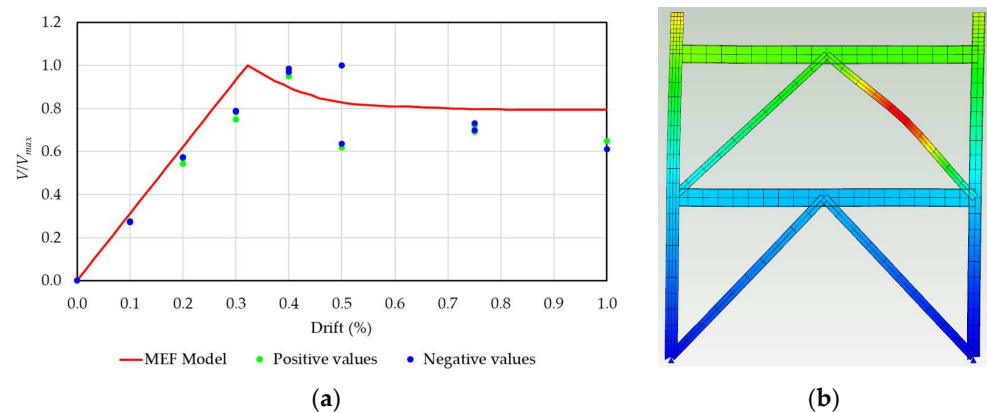 1.2
1.0
0.8
0.6
0.4
0.2
0.0
V/Vmax
0.0 0.1 0.2 0.3 0.4 0.5 0.6 0.7 0.8 0.9 1.0
Drift (%)
MEF Model Positive values Negative values
(a) (b)